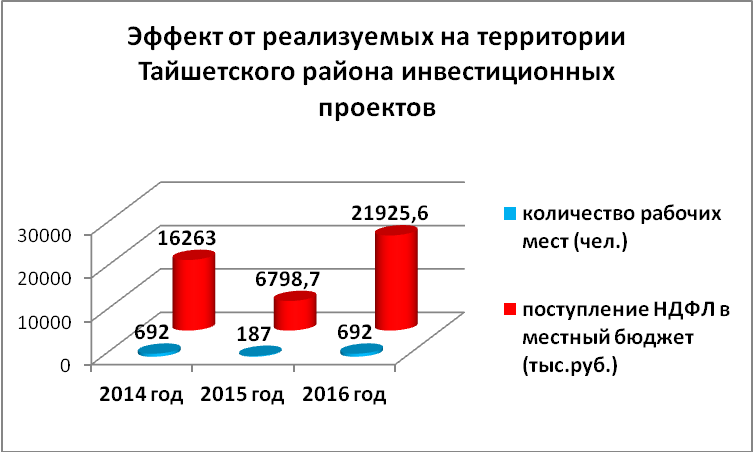 Эффект от реализуемых на территории
Тайшетского района инвестиционных
проектов
30000
20000
10000
0
16263
6798,7
21925,6
692
187
692
2014 год
2015 год
2016 год
количество рабочих
мест (чел.)
поступление НДФЛ в
местный бюджет
(тыс.руб.)